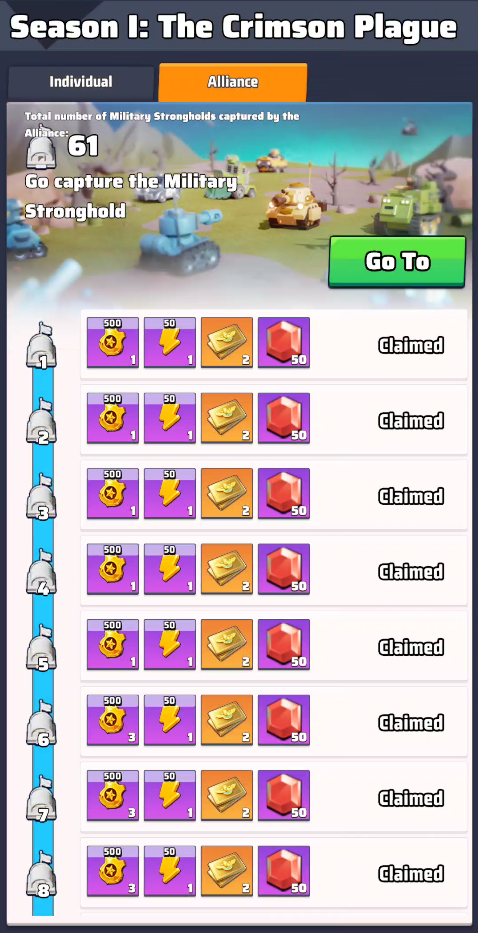 Season 1: The Crimson Plague
Individual
Alliance
Total number of Military Strongholds captured by the
Alliance:
61
Go capture the Military
Stronghold
Go To
1
500 1 50 1 2 50 Claimed
2
500 1 50 1 2 50 Claimed
3
500 1 50 1 2 50 Claimed
4
500 1 50 1 2 50 Claimed
5
500 1 50 1 2 50 Claimed
6
500 3 50 1 2 50 Claimed
7
500 3 50 1 2 50 Claimed
8
500 3 50 1 2 50 Claimed